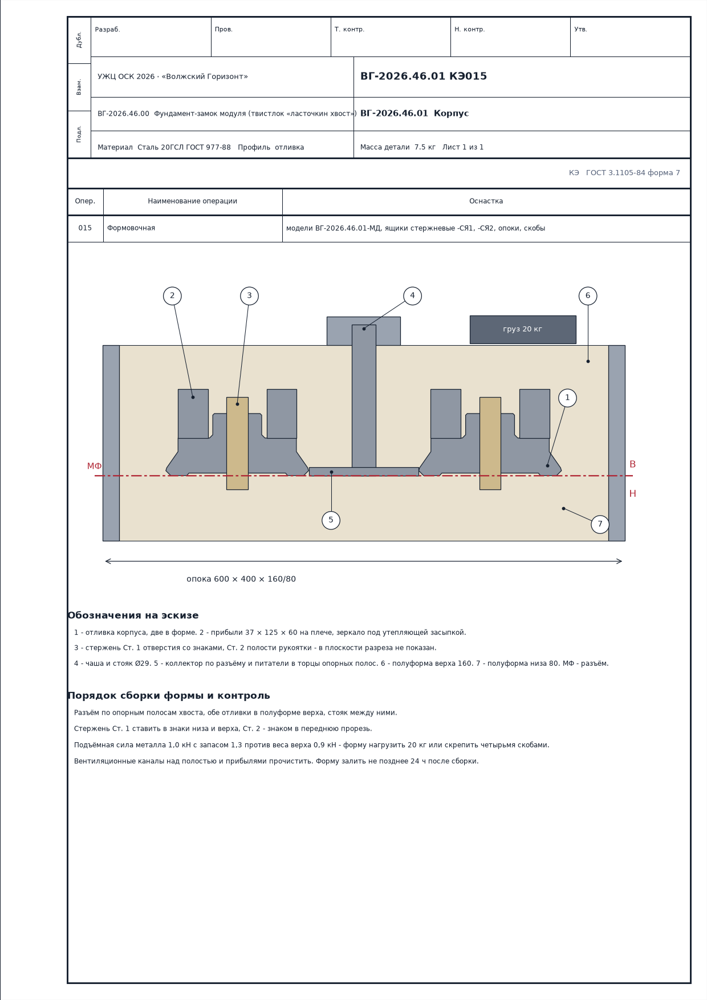 Дубл.
Взам.
Подл.
Разраб.
Пров.
Т. контр.
Н. контр.
Утв.
УЖЦ ОСК 2026 · «Волжский Горизонт»
ВГ-2026.46.01 КЭ015
ВГ-2026.46.00 Фундамент-замок модуля (твистлок «ласточкин хвост»)
ВГ-2026.46.01 Корпус
Материал Сталь 20ГСЛ ГОСТ 977-88 Профиль отливка
Масса детали 7.5 кг Лист 1 из 1
КЭ ГОСТ 3.1105-84 форма 7
Опер.
Наименование операции
Оснастка
015
Формовочная
модели ВГ-2026.46.01-МД, ящики стержневые -СЯ1, -СЯ2, опоки, скобы
2
3
4
6
груз 20 кг
1
МФ
В
Н
5
7
опока 600 × 400 × 160/80
Обозначения на эскизе
1 - отливка корпуса, две в форме. 2 - прибыли 37 × 125 × 60 на плече, зеркало под утепляющей засыпкой.
3 - стержень Ст. 1 отверстия со знаками, Ст. 2 полости рукоятки - в плоскости разреза не показан.
4 - чаша и стояк Ø29. 5 - коллектор по разъёму и питатели в торцы опорных полос. 6 - полуформа верха 160. 7 - полуформа низа 80. МФ - разъём.
Порядок сборки формы и контроль
Разъём по опорным полосам хвоста, обе отливки в полуформе верха, стояк между ними.
Стержень Ст. 1 ставить в знаки низа и верха, Ст. 2 - знаком в переднюю прорезь.
Подъёмная сила металла 1,0 кН с запасом 1,3 против веса верха 0,9 кН - форму нагрузить 20 кг или скрепить четырьмя скобами.
Вентиляционные каналы над полостью и прибылями прочистить. Форму залить не позднее 24 ч после сборки.